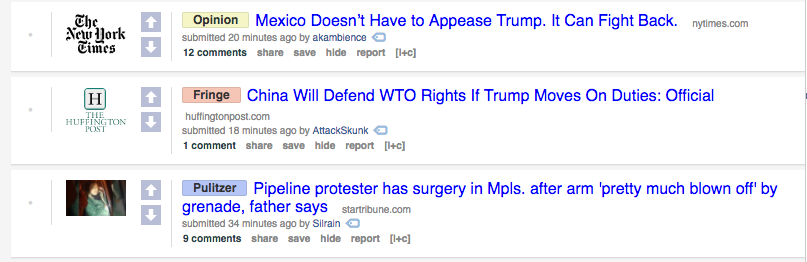 The
New York
Times
Opinion Mexico Doesn't Have to Appease Trump. It Can Fight Back. nytimes.com
submitted 20 minutes ago by akambience
12 comments share save hide report [l+c]
H
THE
HUFFINGTON
POST
Fringe China Will Defend WTO Rights If Trump Moves On Duties: Official
huffingtonpost.com
submitted 18 minutes ago by AttackSkunk
1 comment share save hide report [l+c]
Pulitzer Pipeline protester has surgery in Mpls. after arm 'pretty much blown off' by
grenade, father says startribune.com
submitted 34 minutes ago by Silrain
9 comments share save hide report [l+c]